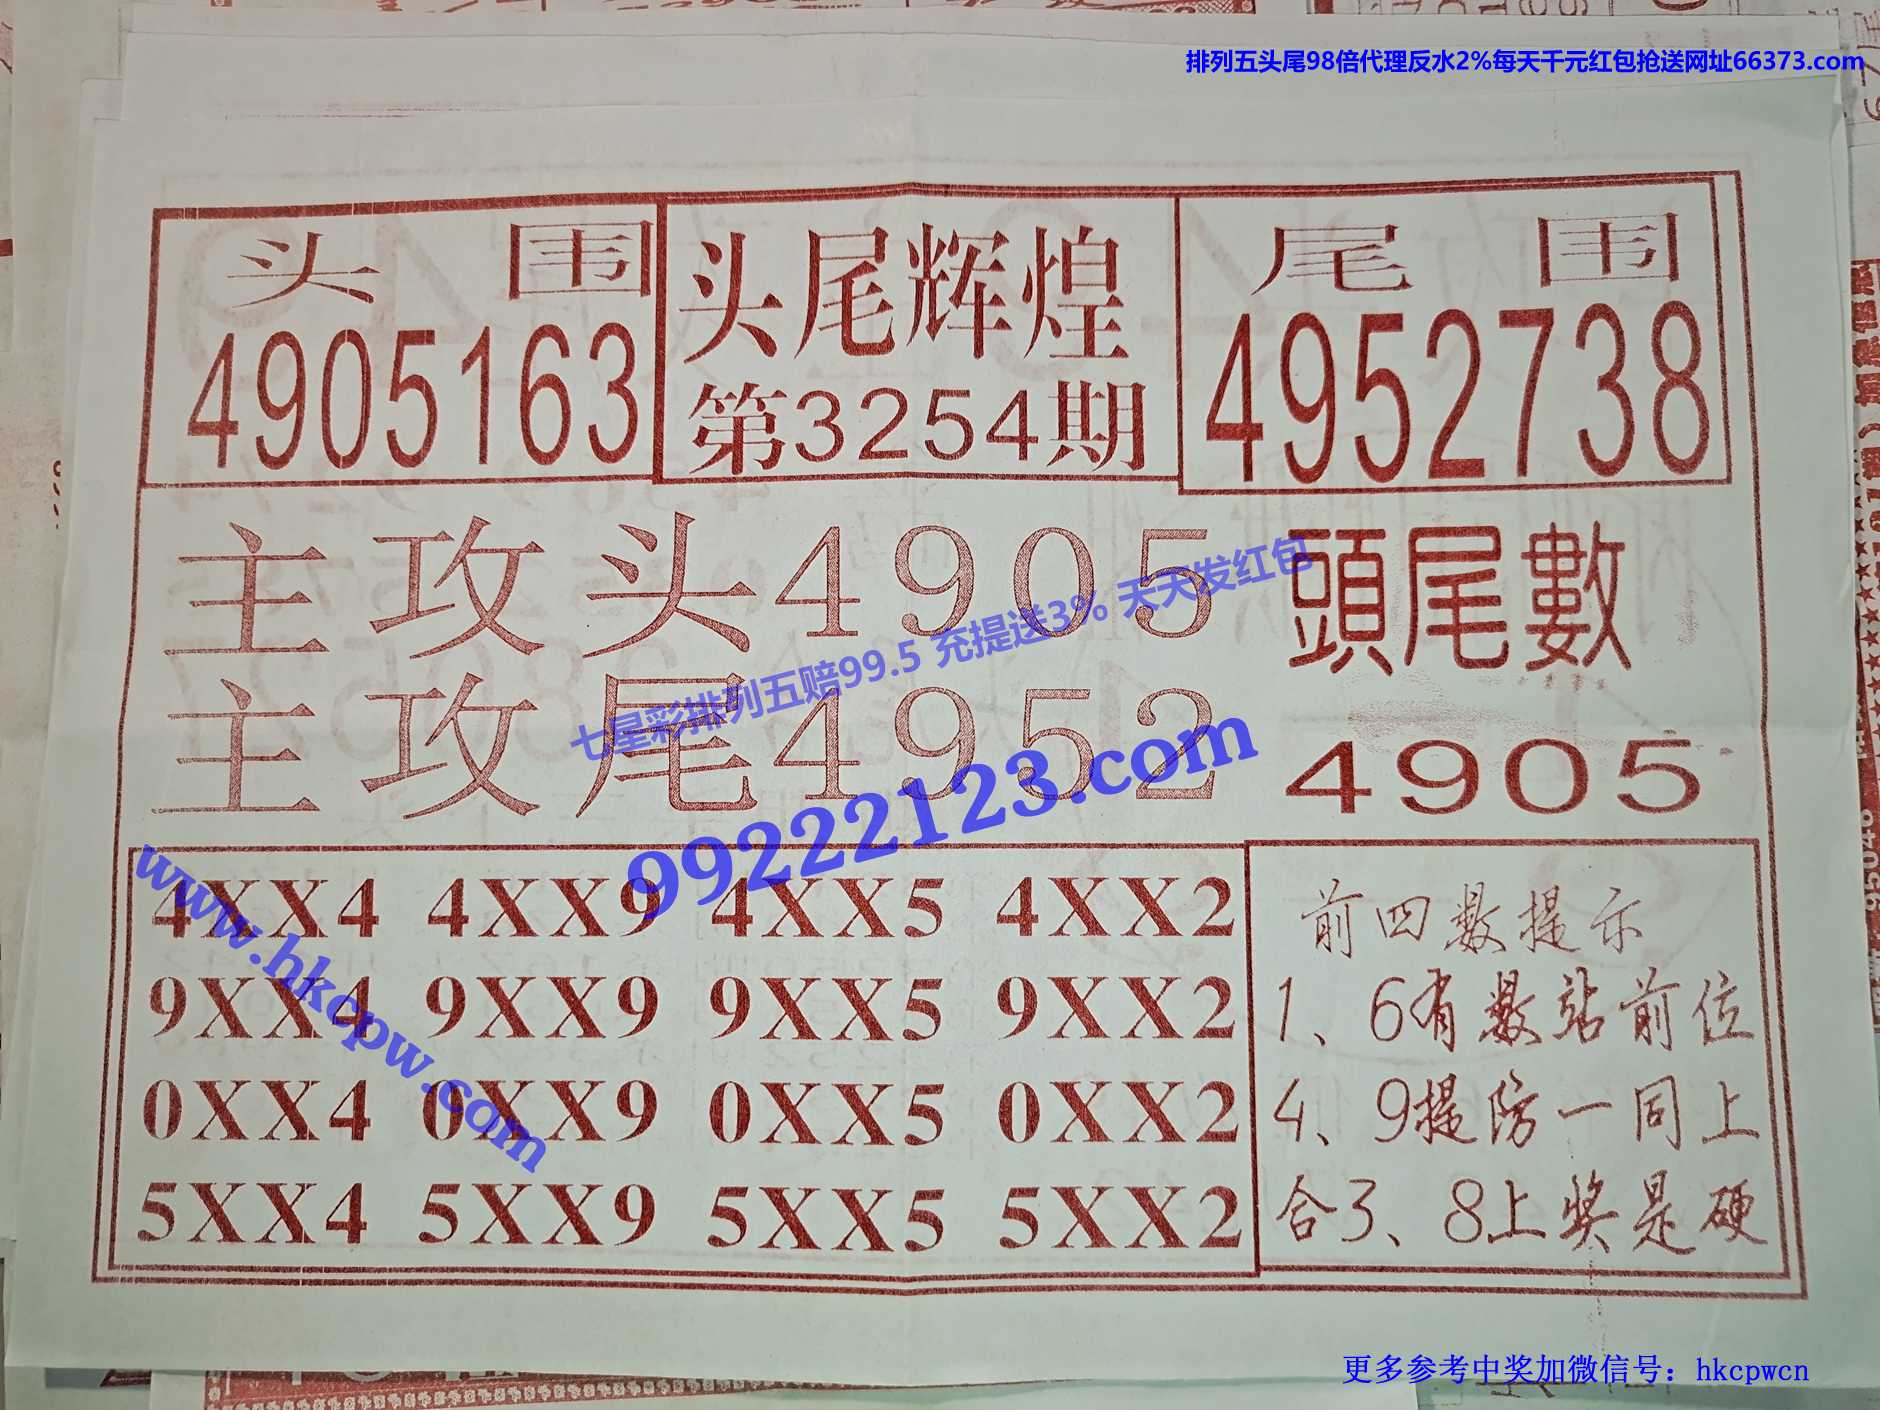 排列五头尾98倍代理反水2%每天千元红包抢送网址66373.com
头围
4905163
头尾辉煌
第3254期
尾围
4952738
主攻头4905
主攻尾4952
頭尾數
4905
七星彩排列五赔99.5 充提送3% 天天发红包
99222123.com
www.hkcpw.com
4XX4 4XX9 4XX5 4XX2
9XX4 9XX9 9XX5 9XX2
0XX4 0XX9 0XX5 0XX2
5XX4 5XX9 5XX5 5XX2
前四数提示
1、6有数站前位
4、9提防一同上
合3、8上奖是硬
更多参考中奖加微信号：hkcpwcn